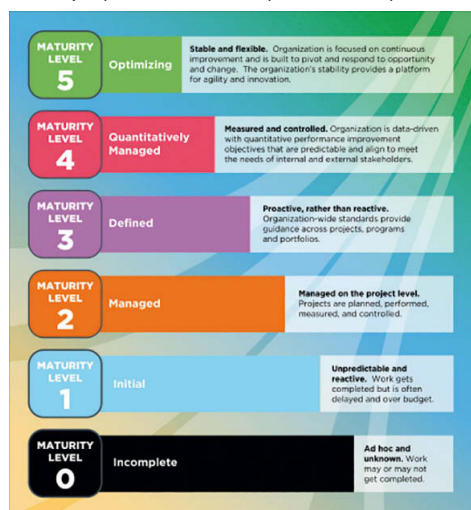 MATURITY
LEVEL
5
Optimizing
Stable and flexible. Organization is focused on continuous
improvement and is built to pivot and respond to opportunity
and change. The organization's stability provides a platform
for agility and innovation.
MATURITY
LEVEL
4
Quantitatively
Managed
Measured and controlled. Organization is data-driven
with quantitative performance improvement
objectives that are predictable and align to meet
the needs of internal and external stakeholders.
MATURITY
LEVEL
3
Defined
Proactive, rather than reactive.
Organization-wide standards provide
guidance across projects, programs
and portfolios.
MATURITY
LEVEL
2
Managed
Managed on the project level.
Projects are planned, performed,
measured, and controlled.
MATURITY
LEVEL
1
Initial
Unpredictable and
reactive. Work gets
completed but is often
delayed and over budget.
MATURITY
LEVEL
0
Incomplete
Ad hoc and
unknown. Work
may or may not
get completed.